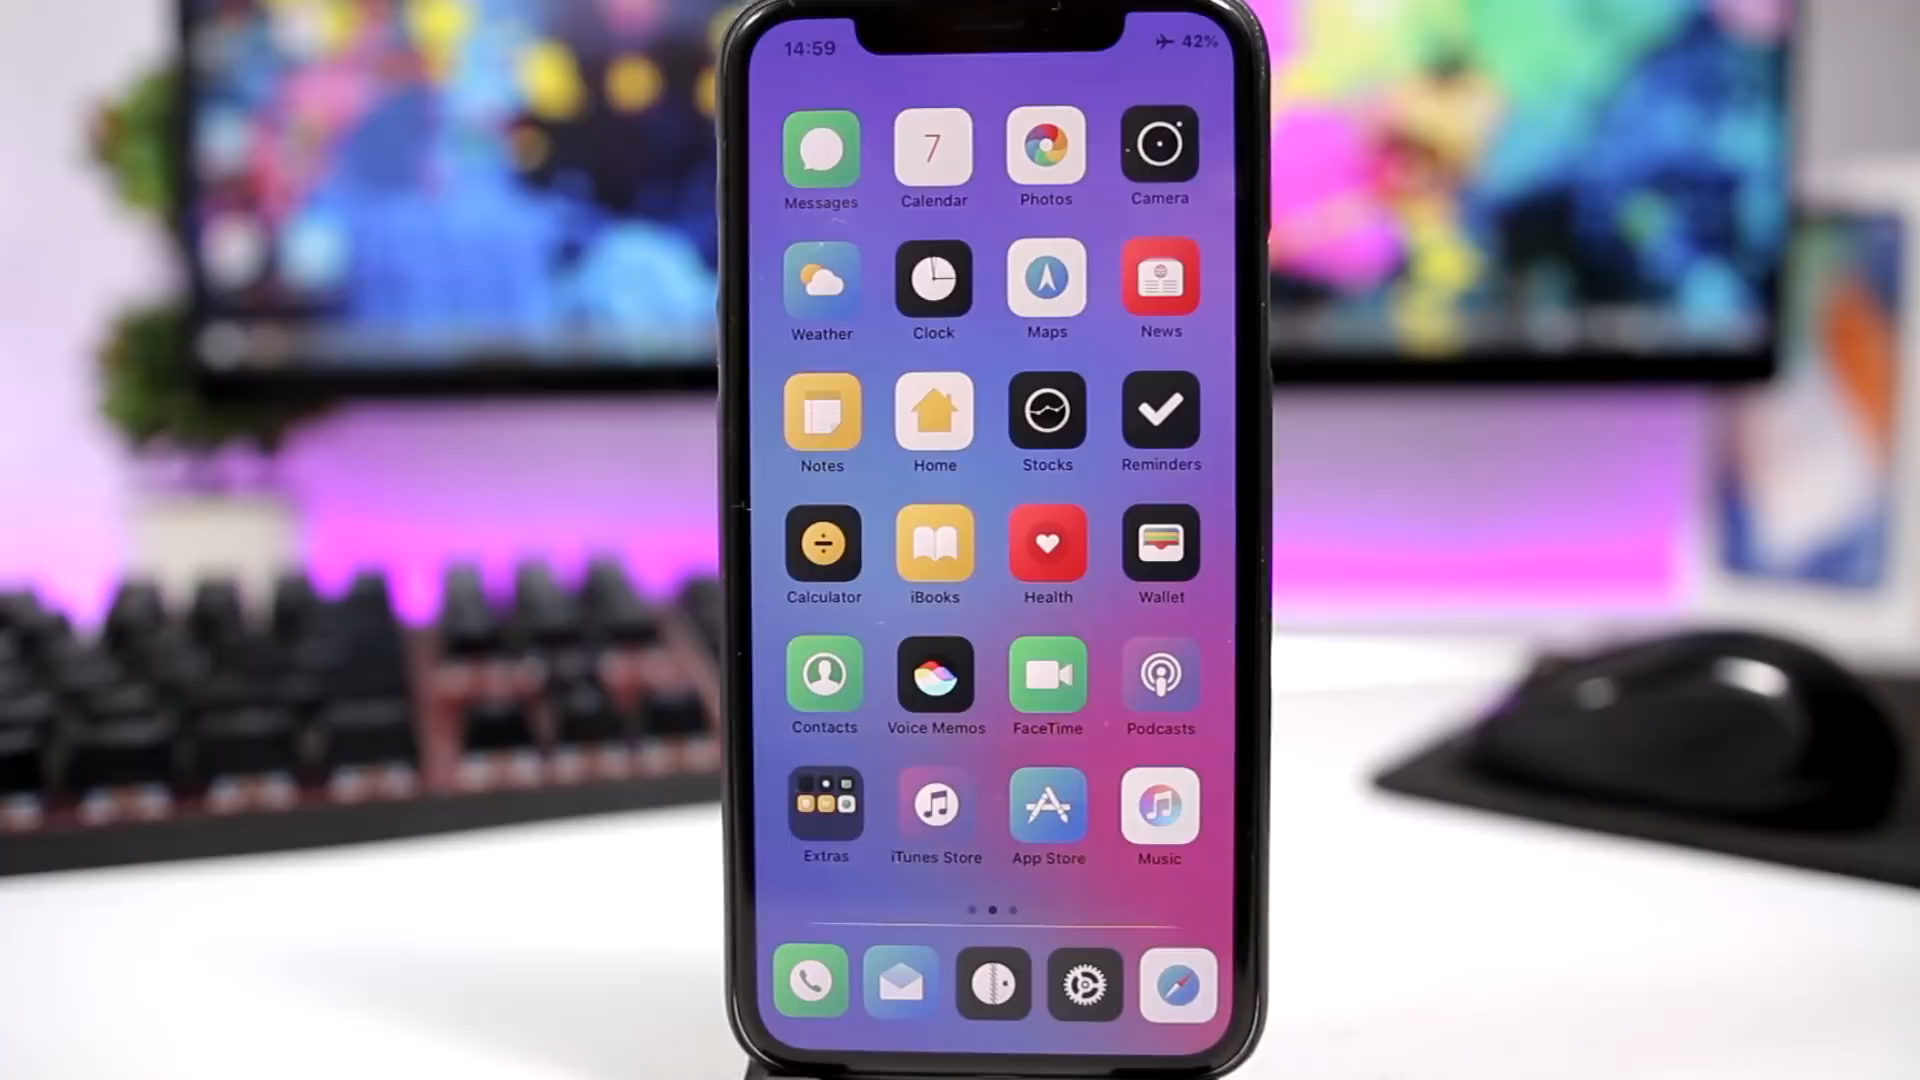 14:59 42%
Messages Calendar Photos Camera
7
Weather Clock Maps News
Notes Home Stocks Reminders
Calculator iBooks Health Wallet
Contacts Voice Memos FaceTime Podcasts
Extras iTunes Store App Store Music